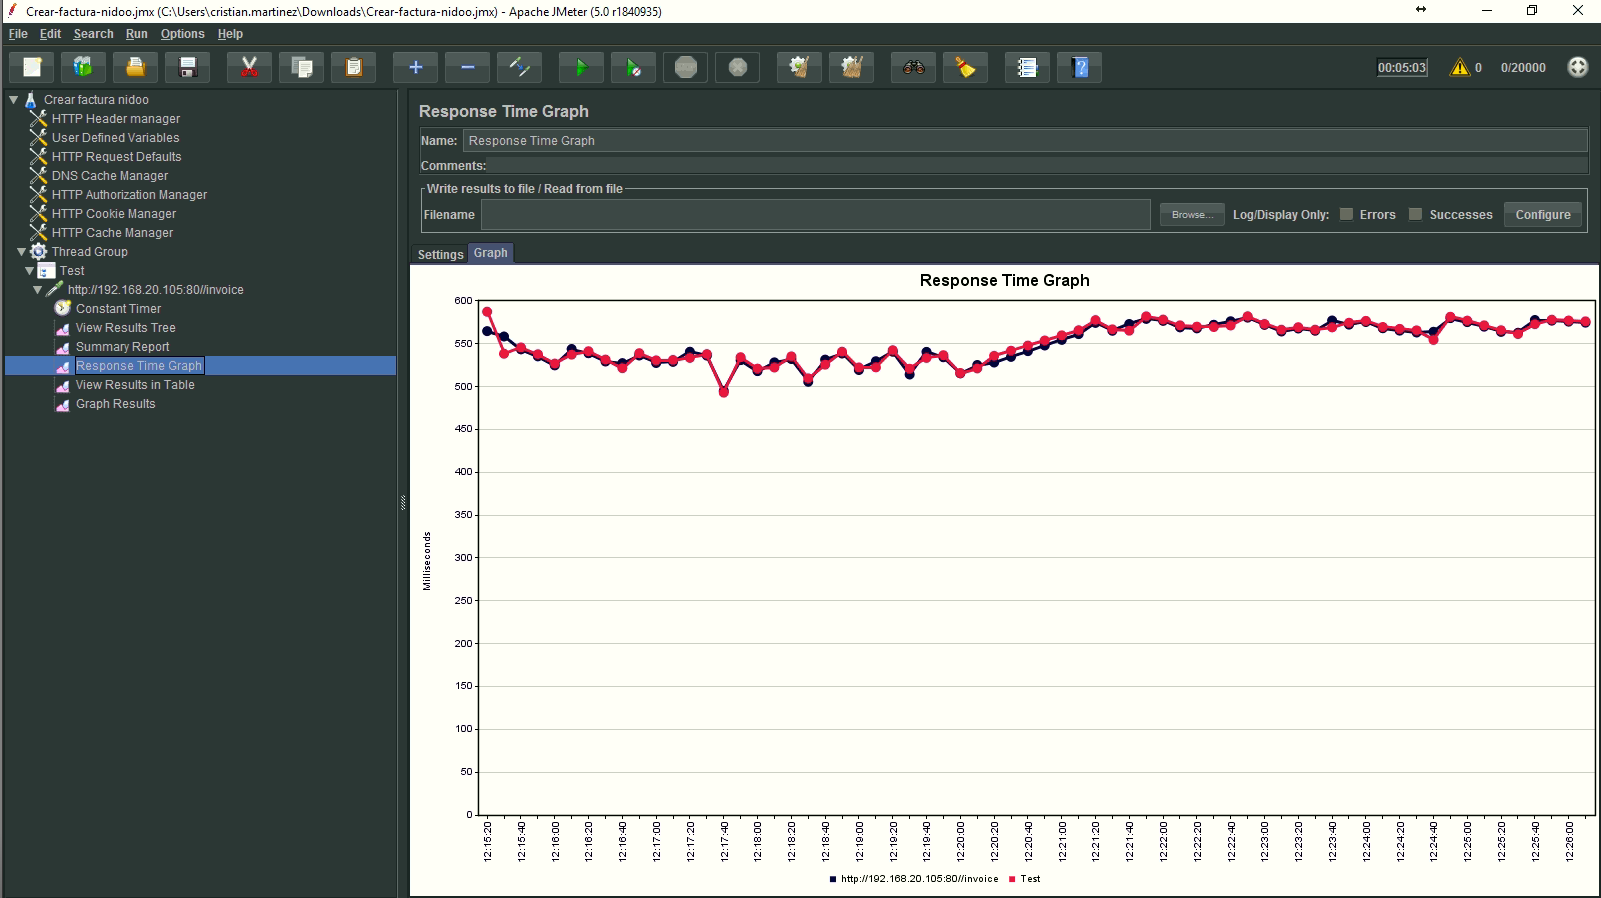 Crear-factura-nidoo.jmx (C:\Users\cristian.martinez\Downloads\Crear-factura-nidoo.jmx) - Apache JMeter (5.0 r1840935)
File Edit Search Run Options Help
00:05:03 0 0/20000
Crear factura nidoo
HTTP Header manager
User Defined Variables
HTTP Request Defaults
DNS Cache Manager
HTTP Authorization Manager
HTTP Cookie Manager
HTTP Cache Manager
Thread Group
Test
http://192.168.20.105:80//invoice
Constant Timer
View Results Tree
Summary Report
Response Time Graph
View Results in Table
Graph Results
Response Time Graph
Name: Response Time Graph
Comments:
Write results to file / Read from file
Filename Browse... Log/Display Only: Errors Successes Configure
Settings Graph
Response Time Graph
600
550
500
450
400
350
300
250
200
150
100
50
0
Milliseconds
12:15:20 12:15:40 12:16:00 12:16:20 12:16:40 12:17:00 12:17:20 12:17:40 12:18:00 12:18:20 12:18:40 12:19:00 12:19:20 12:19:40 12:20:00 12:20:20 12:20:40 12:21:00 12:21:20 12:21:40 12:22:00 12:22:20 12:22:40 12:23:00 12:23:20 12:23:40 12:24:00 12:24:20 12:24:40 12:25:00 12:25:20 12:25:40 12:26:00
http://192.168.20.105:80//invoice Test